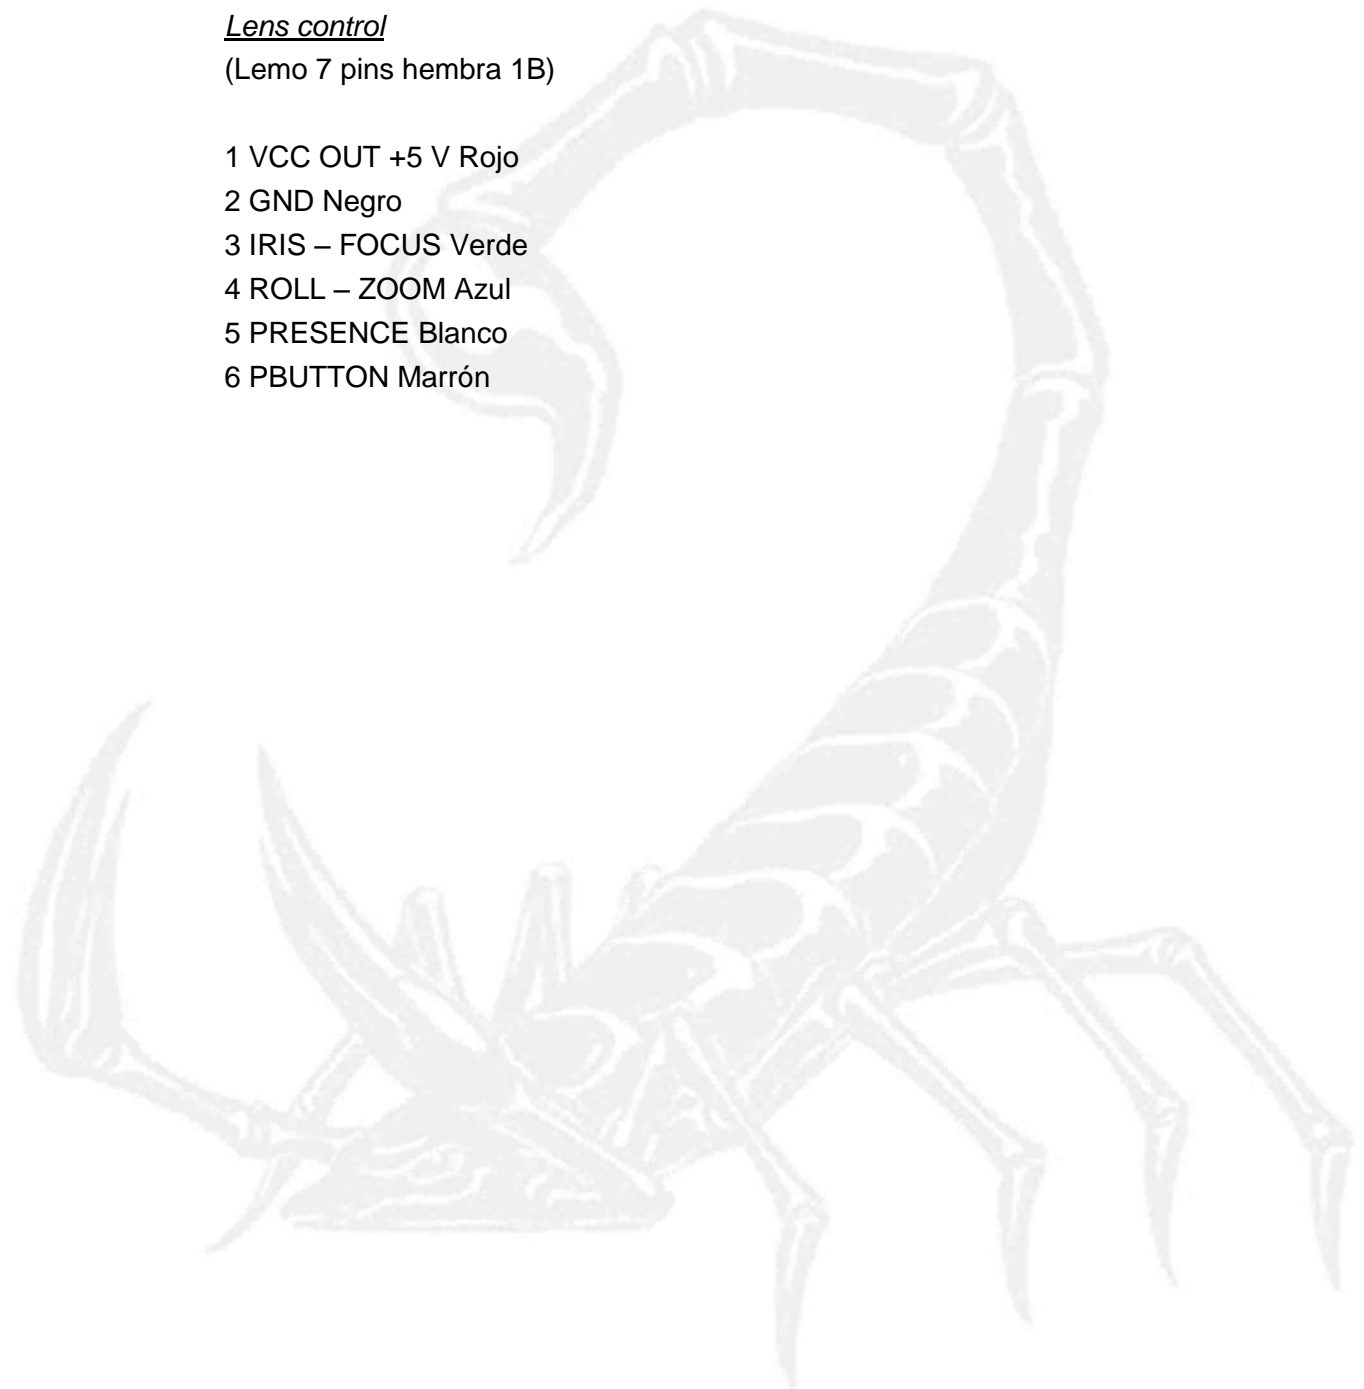 Lens control
(Lemo 7 pins hembra 1B)
1 VCC OUT +5 V Rojo
2 GND Negro
3 IRIS – FOCUS Verde
4 ROLL – ZOOM Azul
5 PRESENCE Blanco
6 PBUTTON Marrón